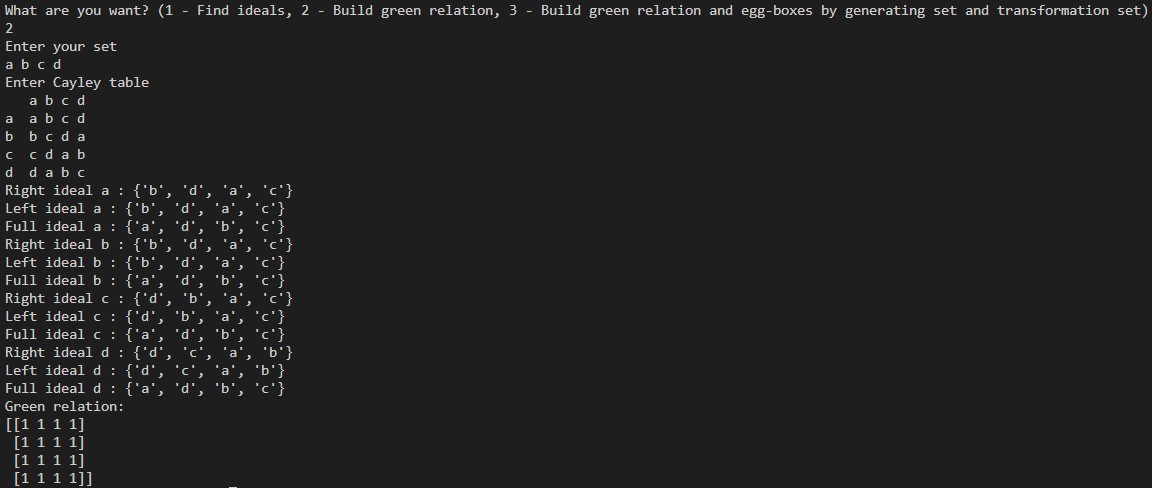 What are you want? (1 - Find ideals, 2 - Build green relation, 3 - Build green relation and egg-boxes by generating set and transformation set)
2
Enter your set
a b c d
Enter Cayley table
   a b c d
a  a b c d
b  b c d a
c  c d a b
d  d a b c
Right ideal a : {'b', 'd', 'a', 'c'}
Left ideal a : {'b', 'd', 'a', 'c'}
Full ideal a : {'a', 'd', 'b', 'c'}
Right ideal b : {'b', 'd', 'a', 'c'}
Left ideal b : {'b', 'd', 'a', 'c'}
Full ideal b : {'a', 'd', 'b', 'c'}
Right ideal c : {'d', 'b', 'a', 'c'}
Left ideal c : {'d', 'b', 'a', 'c'}
Full ideal c : {'a', 'd', 'b', 'c'}
Right ideal d : {'d', 'c', 'a', 'b'}
Left ideal d : {'d', 'c', 'a', 'b'}
Full ideal d : {'a', 'd', 'b', 'c'}
Green relation:
[[1 1 1 1]
 [1 1 1 1]
 [1 1 1 1]
 [1 1 1 1]]